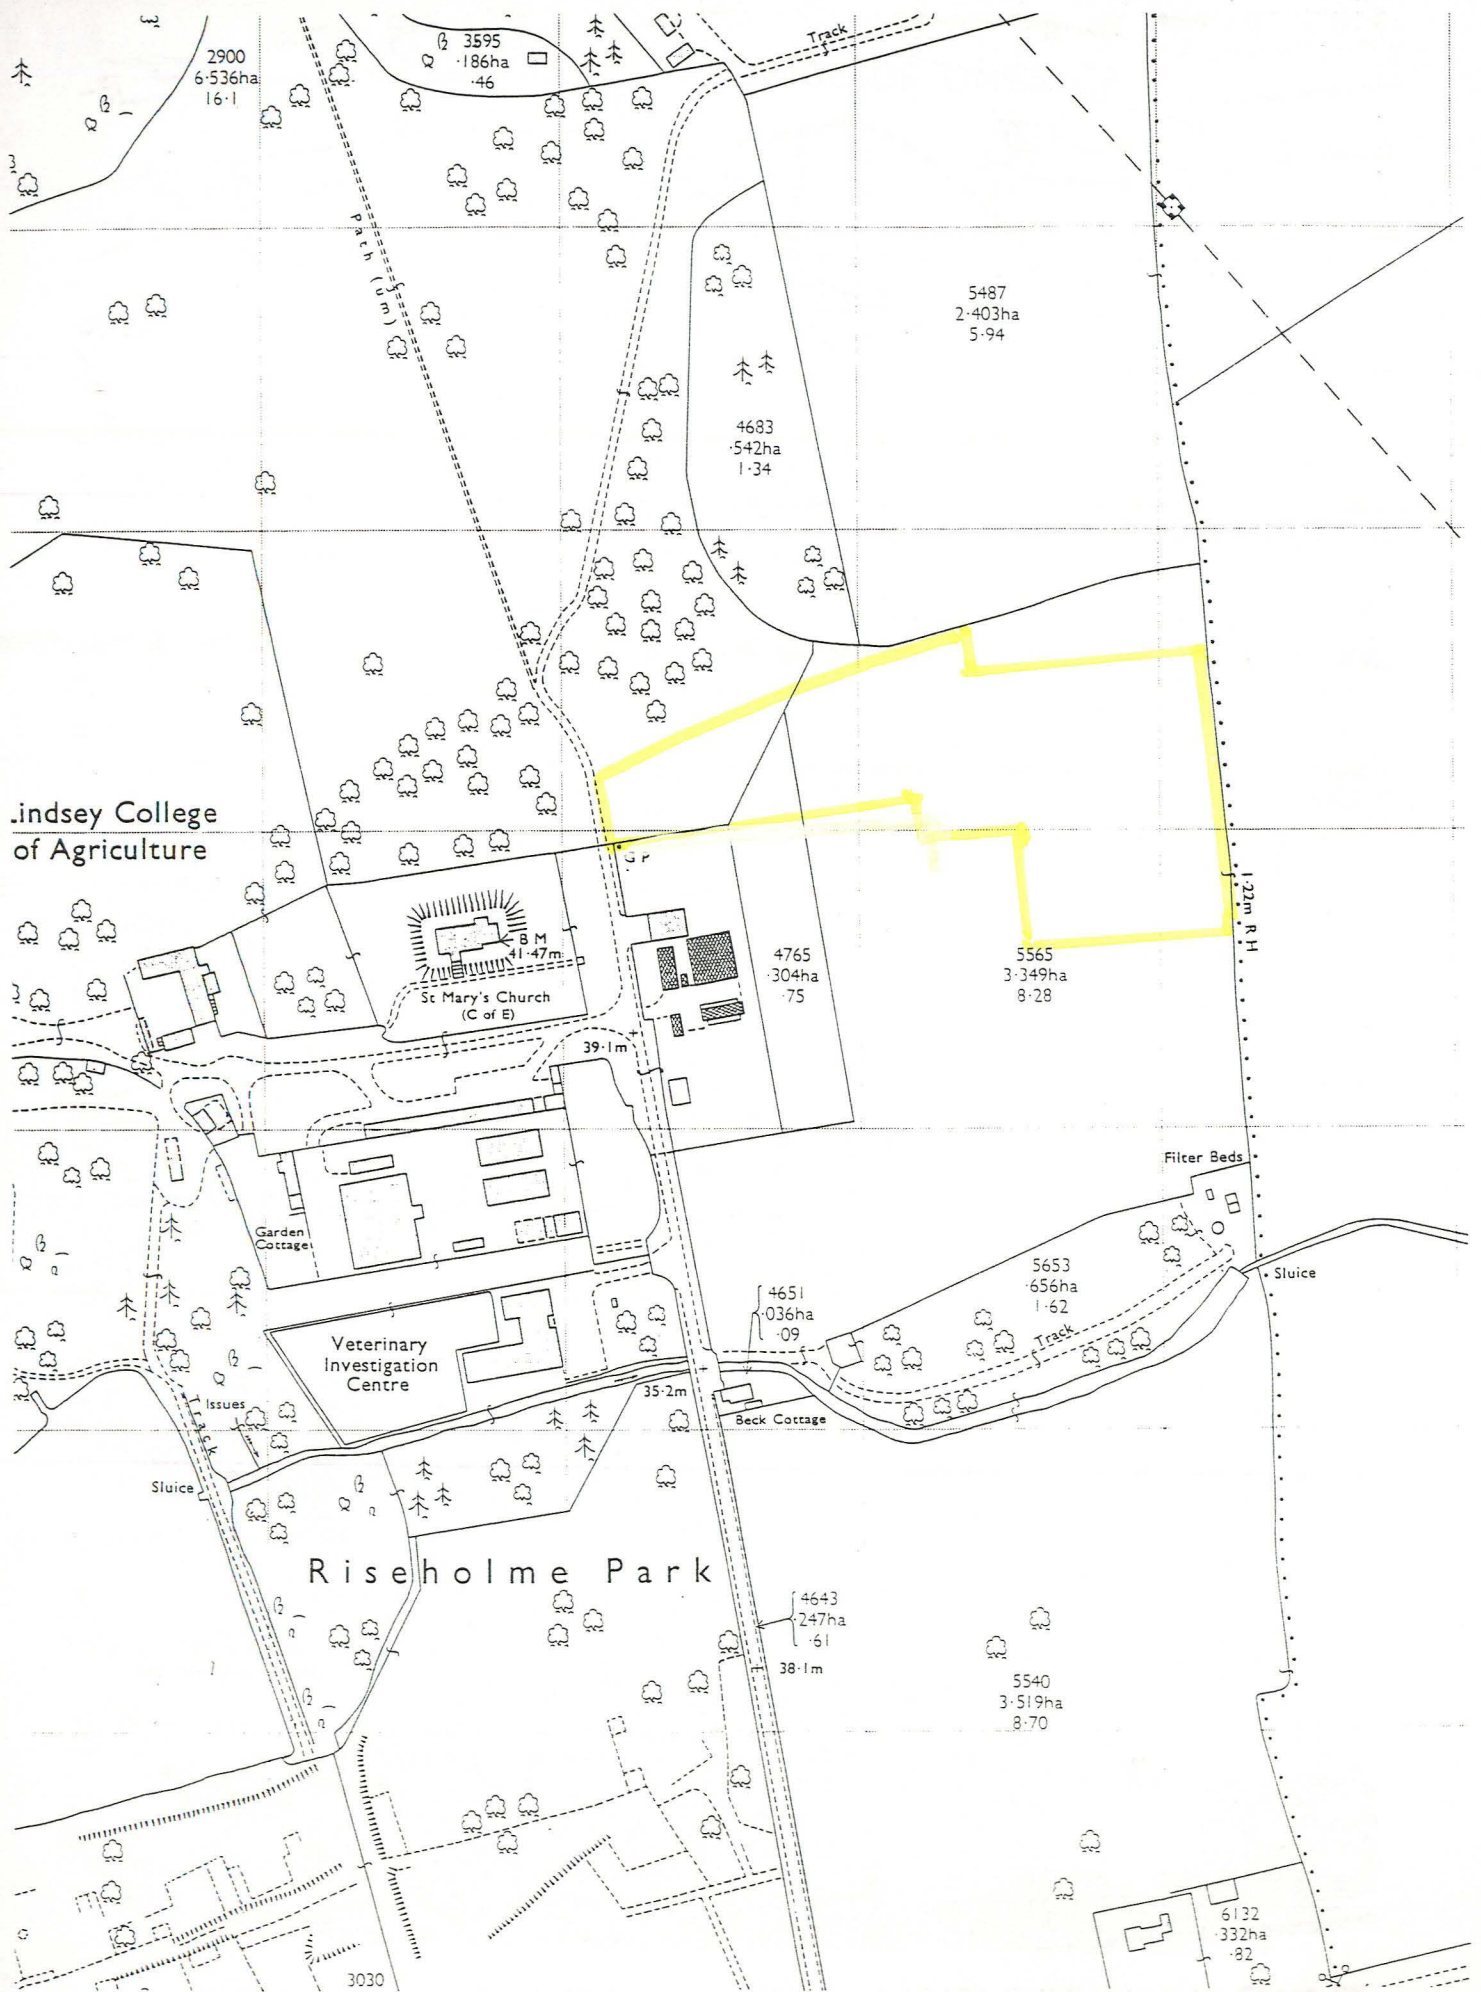 3595
·186ha
·46
2900
6·536ha
16·1
Track
Path (um)
5487
2·403ha
5·94
4683
·542ha
1·34
.indsey College
of Agriculture
G P
B M
41·47m
1·22m R H
4765
·304ha
·75
5565
3·349ha
8·28
St Mary's Church
(C of E)
39·1m
Filter Beds
Garden
Cottage
5653
·656ha
1·62
Sluice
4651
·036ha
·09
Track
Veterinary
Investigation
Centre
35·2m
Beck Cottage
Issues
Track
Sluice
Riseholme Park
4643
·247ha
·61
38·1m
5540
3·519ha
8·70
6132
·332ha
·82
3030